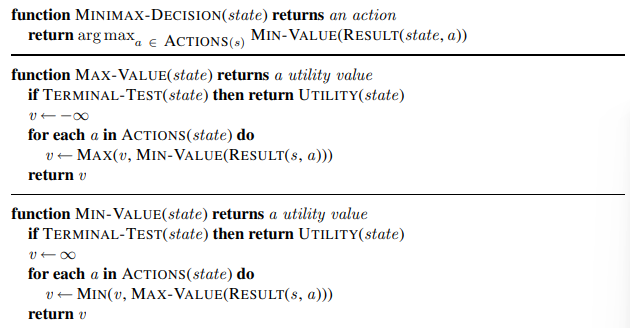 function MINIMAX-DECISION(state) returns an action
return arg max a ∈ ACTIONS(s) MIN-VALUE(RESULT(state, a))
function MAX-VALUE(state) returns a utility value
if TERMINAL-TEST(state) then return UTILITY(state)
v ← −∞
for each a in ACTIONS(state) do
v ← MAX(v, MIN-VALUE(RESULT(s, a)))
return v
function MIN-VALUE(state) returns a utility value
if TERMINAL-TEST(state) then return UTILITY(state)
v ← ∞
for each a in ACTIONS(state) do
v ← MIN(v, MAX-VALUE(RESULT(s, a)))
return v